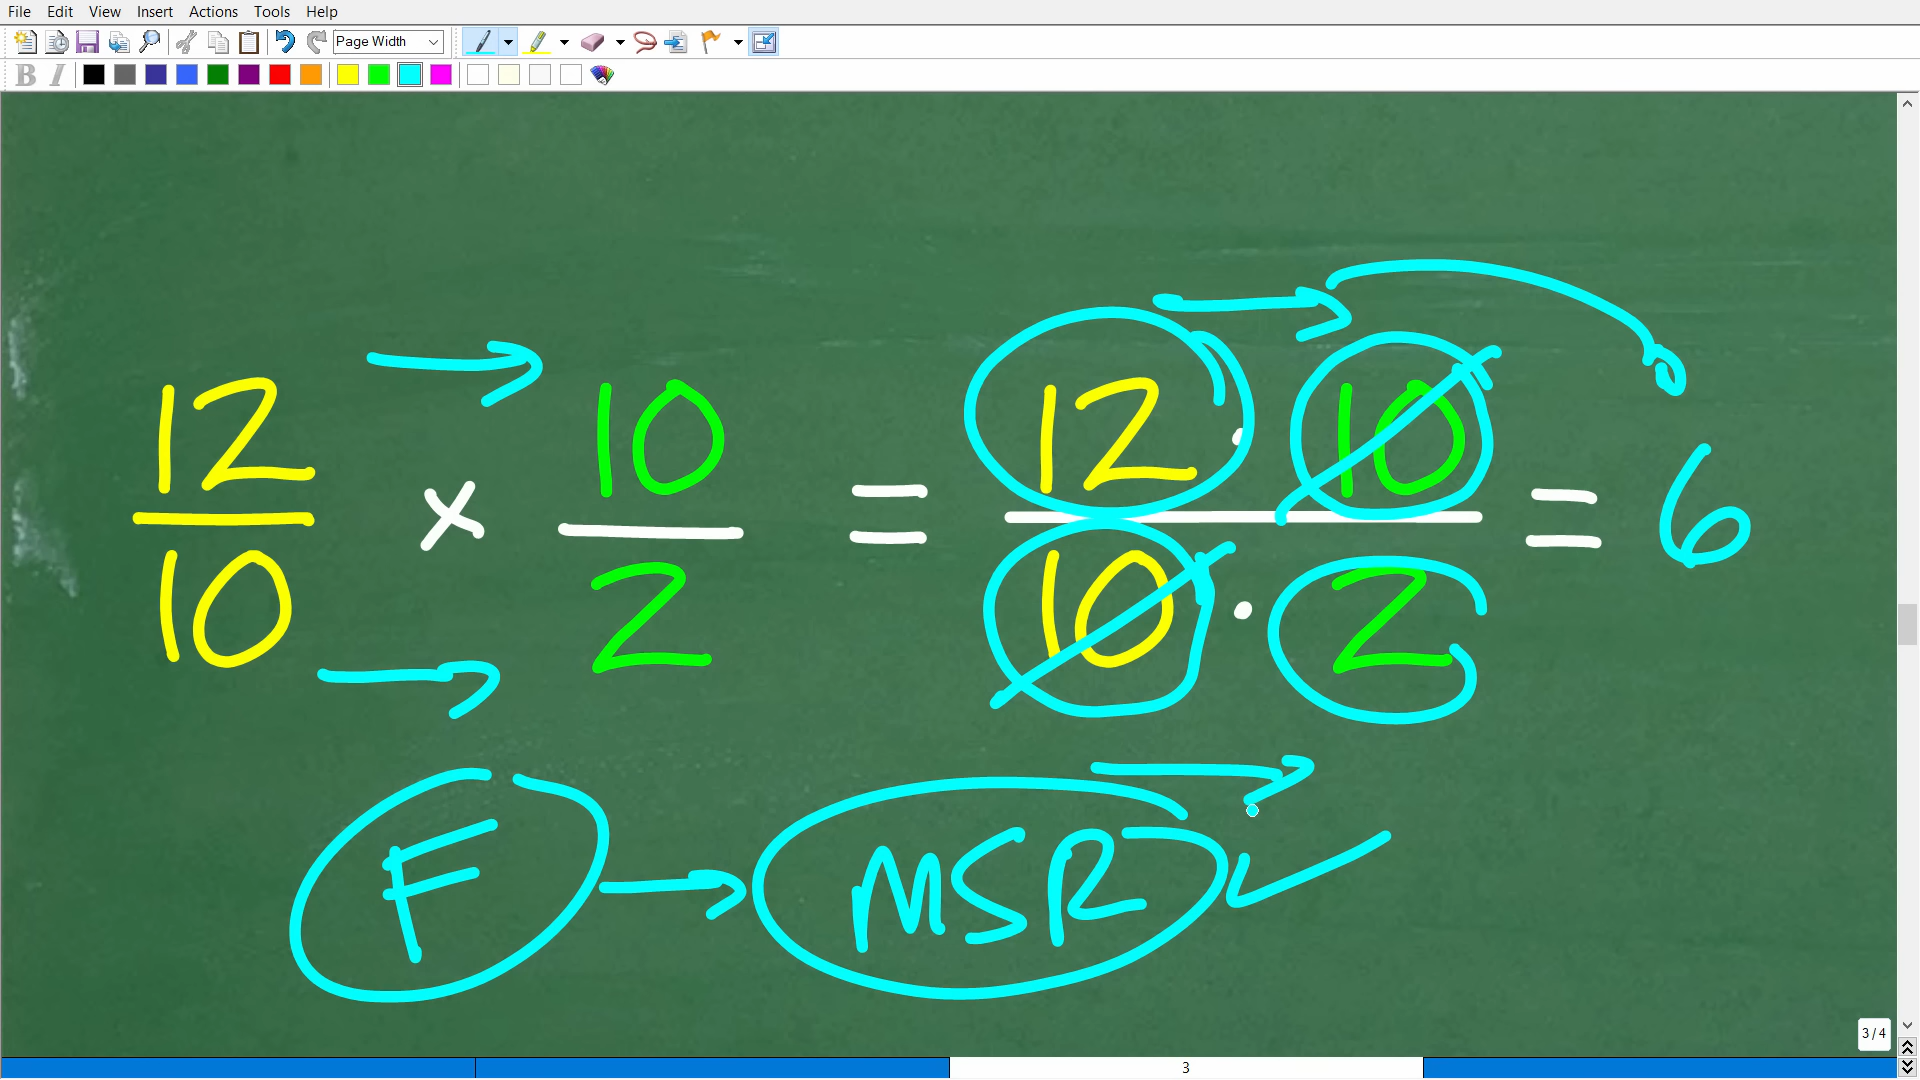 File Edit View Insert Actions Tools Help
Page Width
B I
12/10 × 10/2 = 12 · 10 / 10 · 2 = 6
F → MSR ✓
3 / 4
3